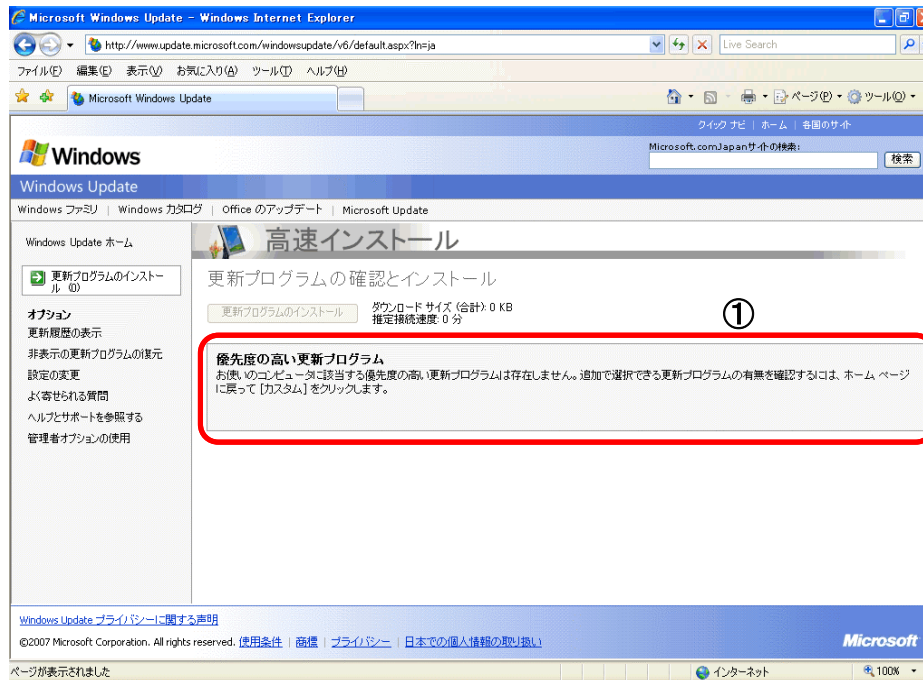 Microsoft Windows Update - Windows Internet Explorer
http://www.update.microsoft.com/windowsupdate/v6/default.aspx?ln=ja
Live Search
ファイル(F) 編集(E) 表示(V) お気に入り(A) ツール(T) ヘルプ(H)
Microsoft Windows Update
ページ(P) ツール(O)
クイック ナビ | ホーム | 各国のサイト
Windows
Microsoft.com Japan サイトの検索:
検索
Windows Update
Windows ファミリ | Windows カタログ | Office のアップデート | Microsoft Update
Windows Update ホーム
更新プログラムのインストー
ル (0)
オプション
更新履歴の表示
非表示の更新プログラムの復元
設定の変更
よく寄せられる質問
ヘルプとサポートを参照する
管理者オプションの使用
高速インストール
更新プログラムの確認とインストール
更新プログラムのインストール
ダウンロード サイズ (合計): 0 KB
推定接続速度: 0 分
①
優先度の高い更新プログラム
お使いのコンピュータに該当する優先度の高い更新プログラムは存在しません。追加で選択できる更新プログラムの有無を確認するには、ホーム ページ
に戻って [カスタム] をクリックします。
Windows Update プライバシーに関する声明
©2007 Microsoft Corporation. All rights reserved. 使用条件 | 商標 | プライバシー | 日本での個人情報の取り扱い
Microsoft
ページが表示されました
インターネット
100%